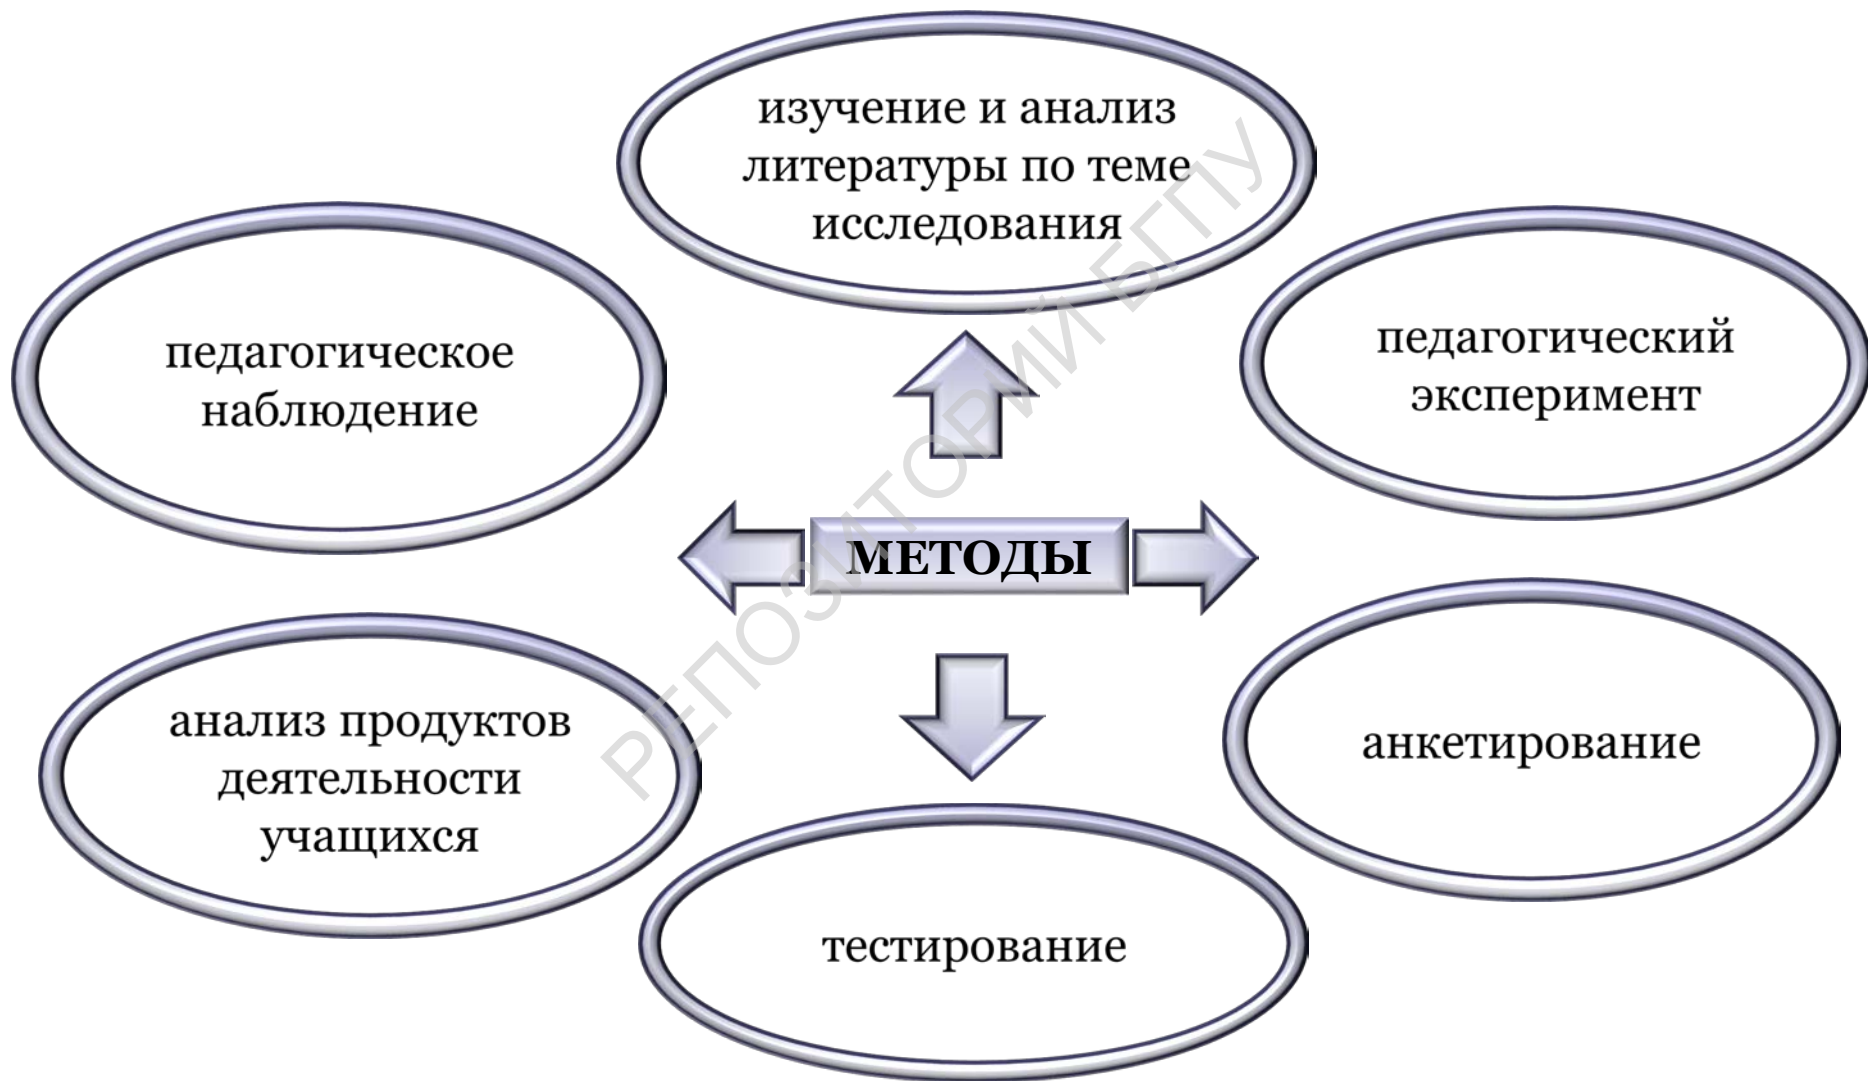 изучение и анализ
литературы по теме
исследования
педагогическое
наблюдение
педагогический
эксперимент
МЕТОДЫ
анализ продуктов
деятельности
учащихся
анкетирование
тестирование
РЕПОЗИТОРИЙ БГПУ